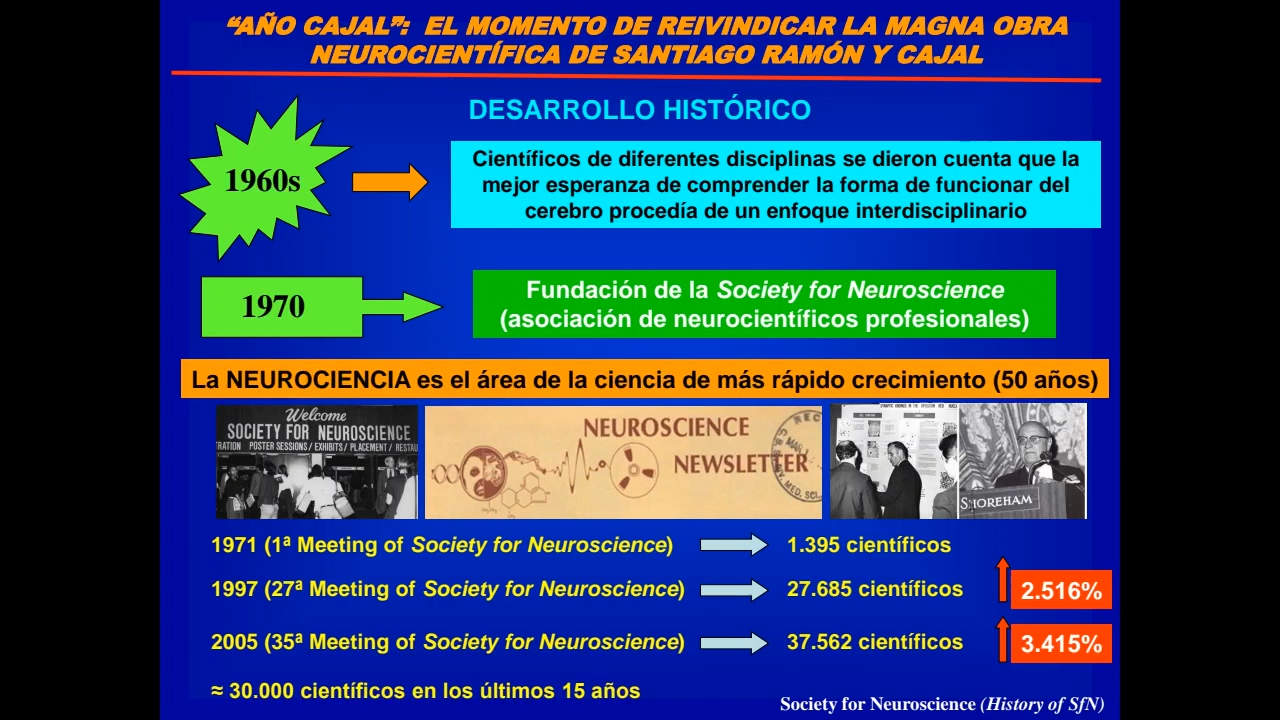 “AÑO CAJAL”: EL MOMENTO DE REIVINDICAR LA MAGNA OBRA
NEUROCIENTÍFICA DE SANTIAGO RAMÓN Y CAJAL
DESARROLLO HISTÓRICO
1960s
Científicos de diferentes disciplinas se dieron cuenta que la
mejor esperanza de comprender la forma de funcionar del
cerebro procedía de un enfoque interdisciplinario
1970
Fundación de la Society for Neuroscience
(asociación de neurocientíficos profesionales)
La NEUROCIENCIA es el área de la ciencia de más rápido crecimiento (50 años)
Welcome
SOCIETY FOR NEUROSCIENCE
TRATION POSTER SESSIONS / EXHIBITS / PLACEMENT / RESTAU
NEUROSCIENCE
NEWSLETTER
REC
MED. SCI.
SHOREHAM
1971 (1ª Meeting of Society for Neuroscience) 1.395 científicos
1997 (27ª Meeting of Society for Neuroscience) 27.685 científicos 2.516%
2005 (35ª Meeting of Society for Neuroscience) 37.562 científicos 3.415%
≈ 30.000 científicos en los últimos 15 años
Society for Neuroscience (History of SfN)